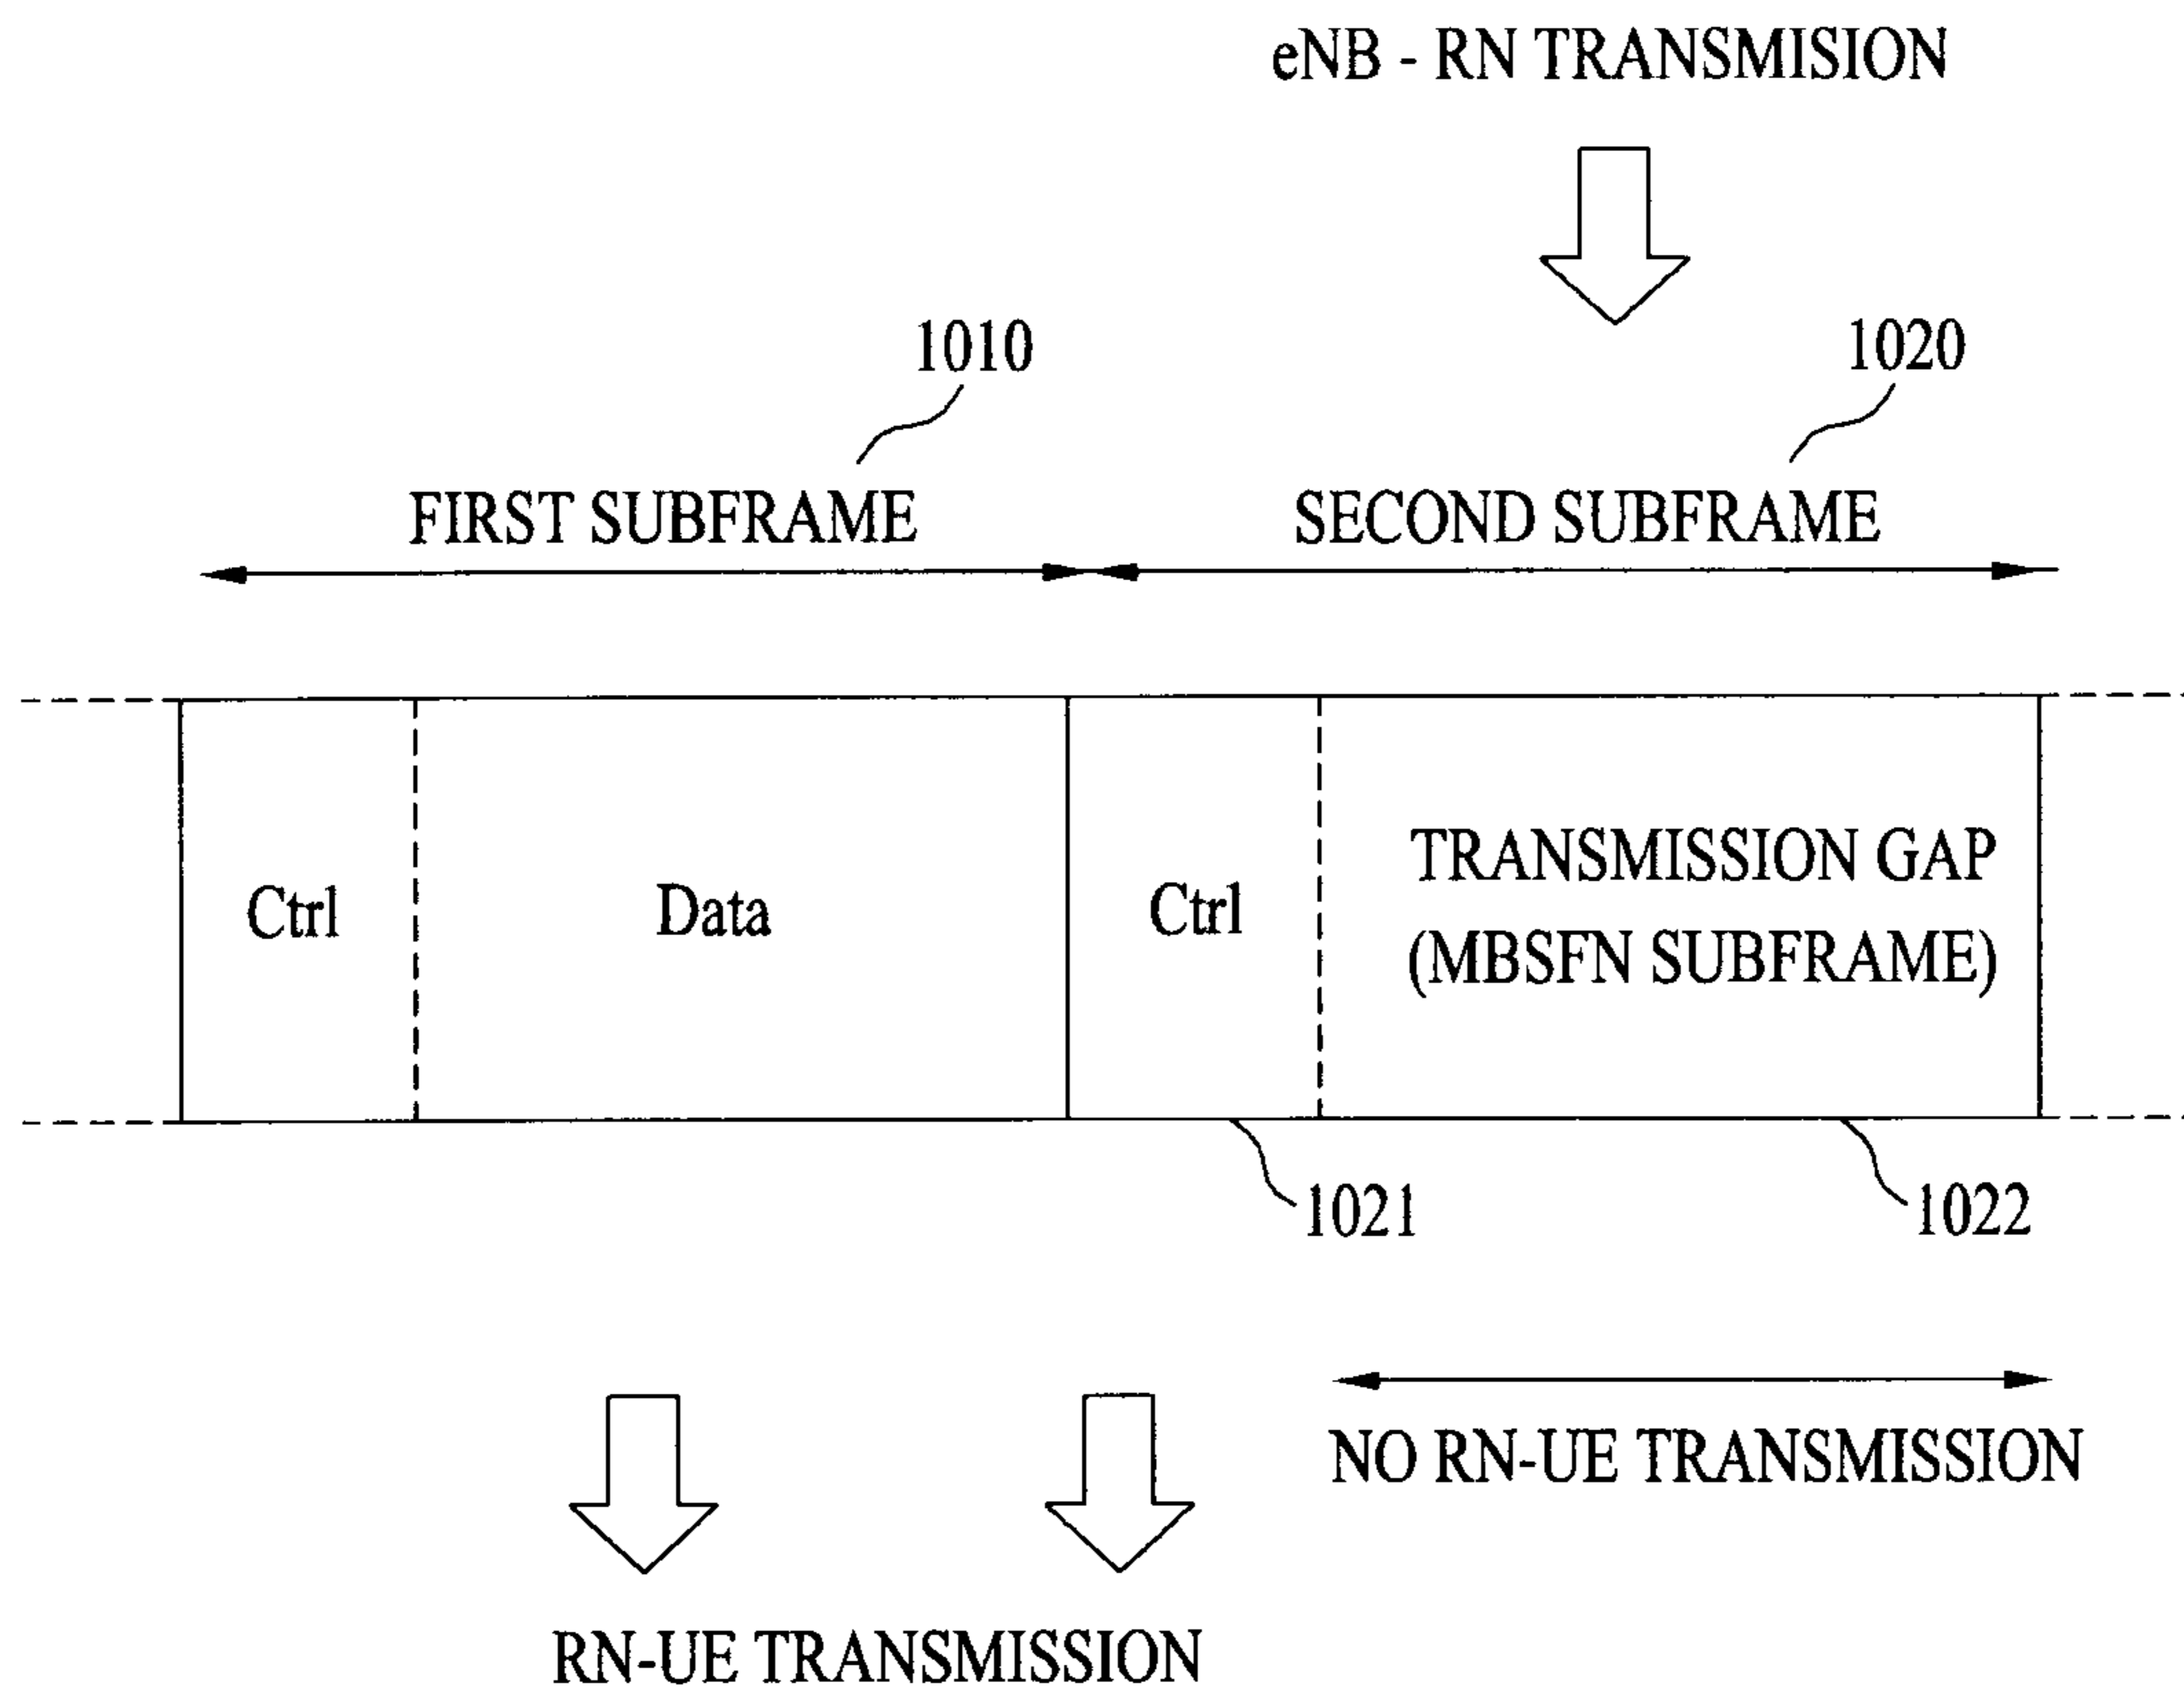 eNB - RN TRANSMISION
1010
1020
FIRST SUBFRAME
SECOND SUBFRAME
Ctrl
Data
Ctrl
TRANSMISSION GAP
(MBSFN SUBFRAME)
1021
1022
NO RN-UE TRANSMISSION
RN-UE TRANSMISSION